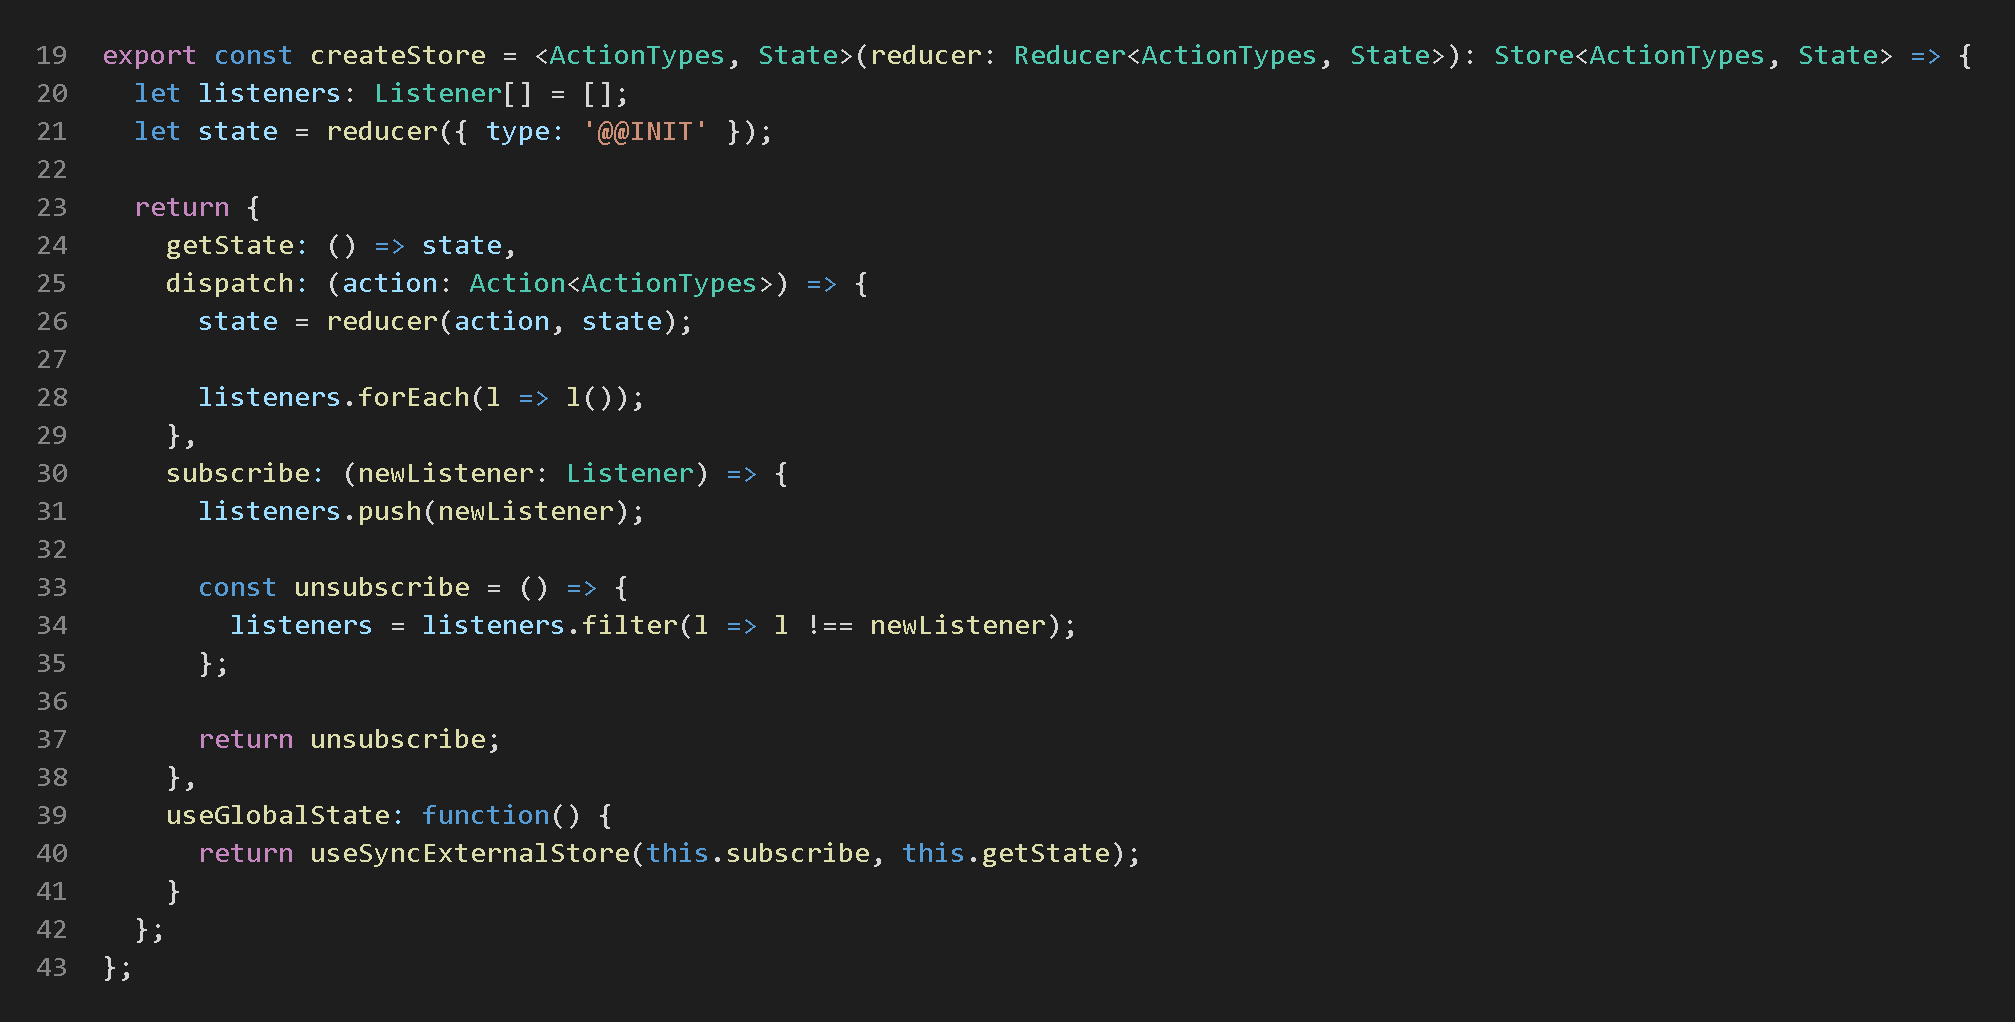 19 export const createStore = <ActionTypes, State>(reducer: Reducer<ActionTypes, State>): Store<ActionTypes, State> => {
20   let listeners: Listener[] = [];
21   let state = reducer({ type: '@@INIT' });
22
23   return {
24     getState: () => state,
25     dispatch: (action: Action<ActionTypes>) => {
26       state = reducer(action, state);
27
28       listeners.forEach(l => l());
29     },
30     subscribe: (newListener: Listener) => {
31       listeners.push(newListener);
32
33       const unsubscribe = () => {
34         listeners = listeners.filter(l => l !== newListener);
35       };
36
37       return unsubscribe;
38     },
39     useGlobalState: function() {
40       return useSyncExternalStore(this.subscribe, this.getState);
41     }
42   };
43 };